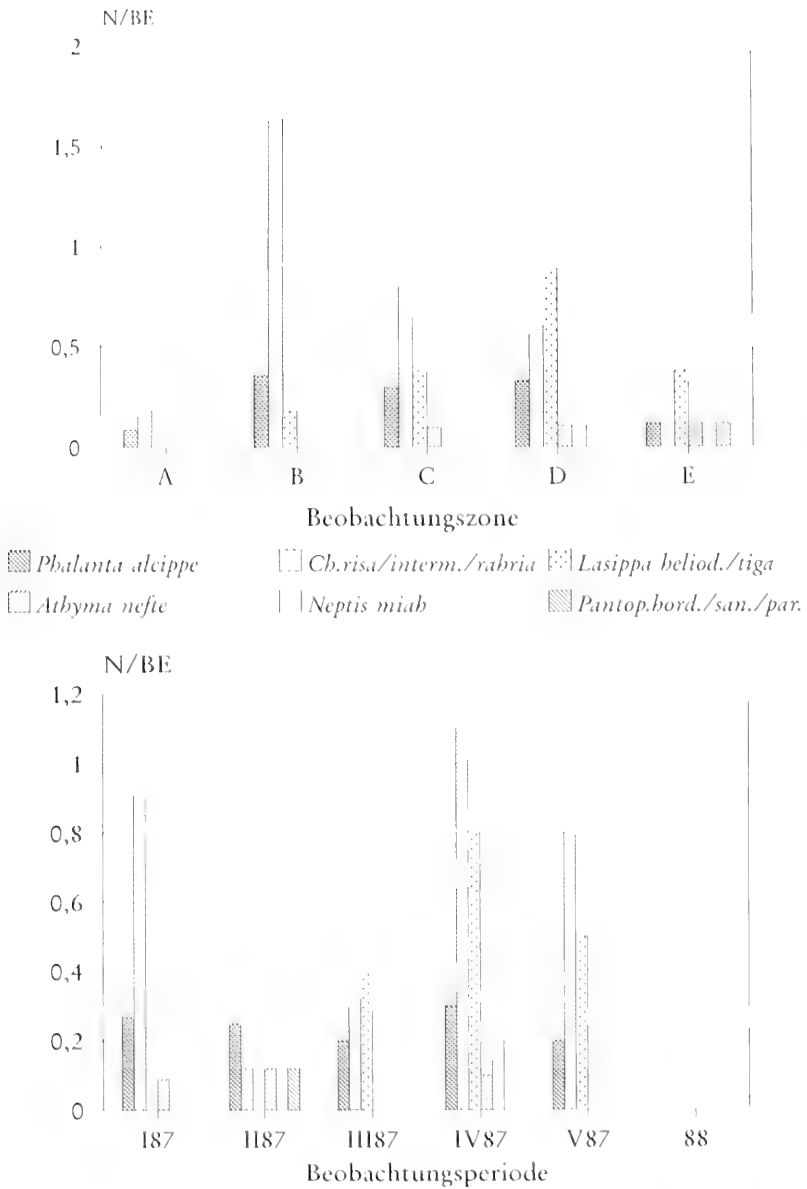 N/BE
2
1,5
1
0,5
0
A B C D E
Beobachtungszone
Phalanta alcippe Ch.risa/interm./rahria Lasippa heliod./tiga
Athyma nefte Neptis miah Pantop.hord./san./par.
N/BE
1,2
1
0,8
0,6
0,4
0,2
0
I87 II87 III87 IV87 V87 88
Beobachtungsperiode